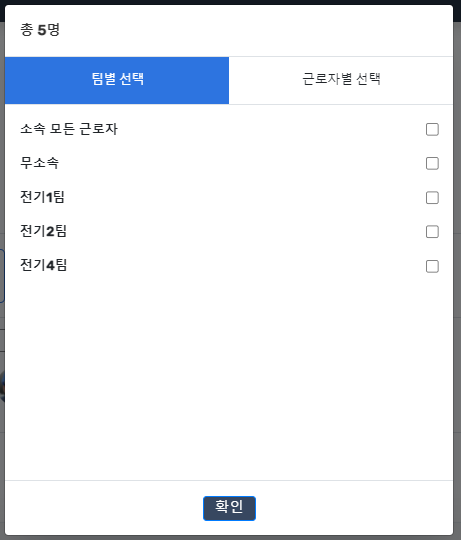 총 5명
팀별 선택 근로자별 선택
소속 모든 근로자
무소속
전기1팀
전기2팀
전기4팀
확인